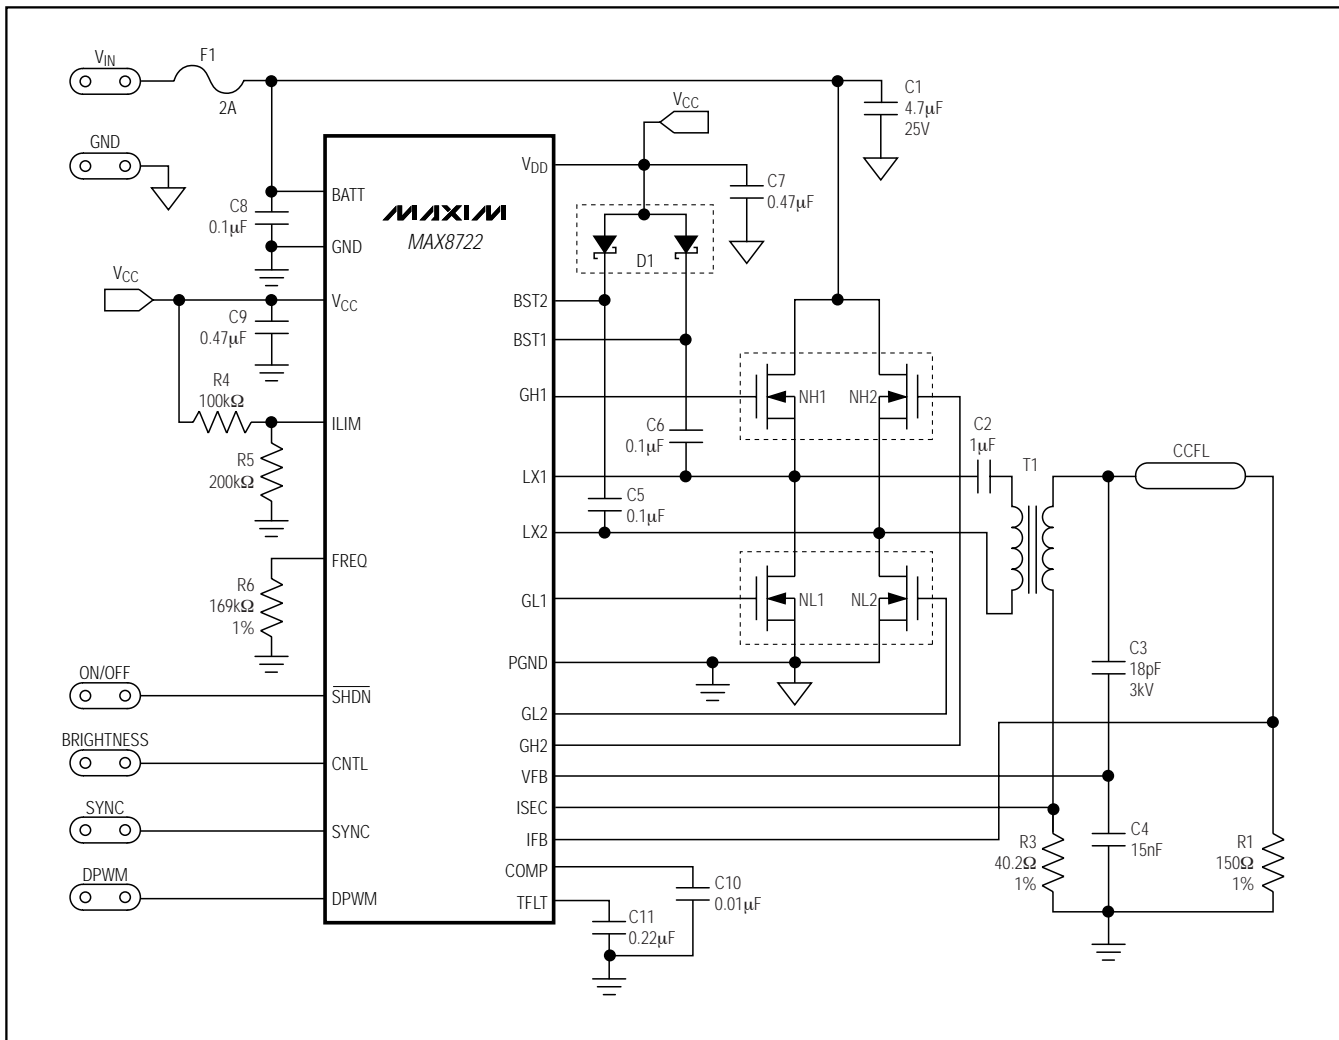 VIN
F1
2A
GND
C8
0.1µF
VCC
C9
0.47µF
R4
100kΩ
R5
200kΩ
R6
169kΩ
1%
ON/OFF
BRIGHTNESS
SYNC
DPWM
MAXIM
MAX8722
BATT
GND
VCC
ILIM
FREQ
SHDN
CNTL
SYNC
DPWM
VDD
BST2
BST1
GH1
LX1
LX2
GL1
PGND
GL2
GH2
VFB
ISEC
IFB
COMP
TFLT
VCC
C7
0.47µF
D1
C1
4.7µF
25V
NH1
NH2
C6
0.1µF
C5
0.1µF
NL1
NL2
C2
1µF
T1
CCFL
C3
18pF
3kV
C4
15nF
R3
40.2Ω
1%
R1
150Ω
1%
C10
0.01µF
C11
0.22µF